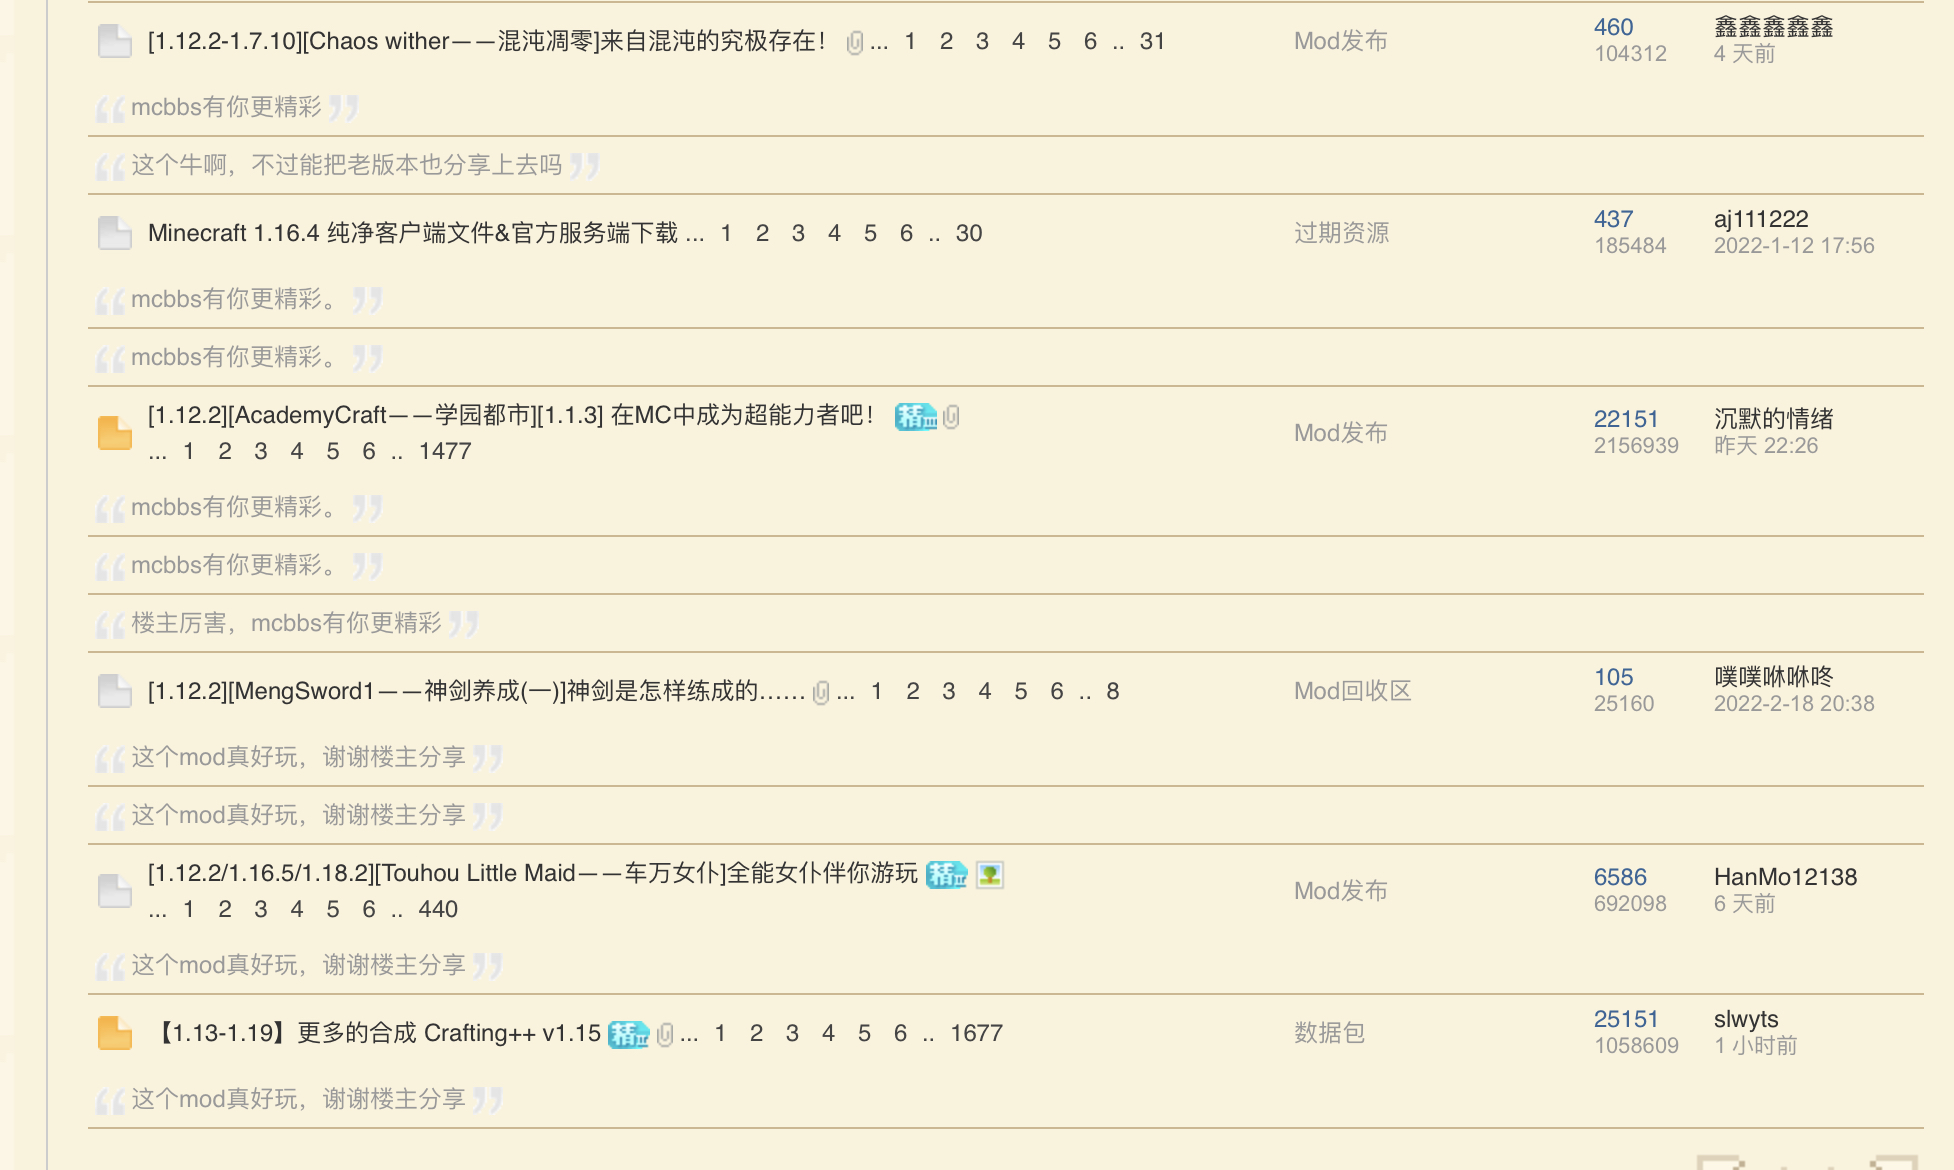 [1.12.2-1.7.10][Chaos wither——混沌凋零]来自混沌的究极存在！ ... 1 2 3 4 5 6 .. 31 Mod发布 460 鑫鑫鑫鑫鑫
104312 4 天前
mcbbs有你更精彩
这个牛啊，不过能把老版本也分享上去吗
Minecraft 1.16.4 纯净客户端文件&官方服务端下载 ... 1 2 3 4 5 6 .. 30 过期资源 437 aj111222
185484 2022-1-12 17:56
mcbbs有你更精彩。
mcbbs有你更精彩。
[1.12.2][AcademyCraft——学园都市][1.1.3] 在MC中成为超能力者吧！ 精III
... 1 2 3 4 5 6 .. 1477 Mod发布 22151 沉默的情绪
2156939 昨天 22:26
mcbbs有你更精彩。
mcbbs有你更精彩。
楼主厉害，mcbbs有你更精彩
[1.12.2][MengSword1——神剑养成(一)]神剑是怎样练成的…… ... 1 2 3 4 5 6 .. 8 Mod回收区 105 噗噗咻咻咚
25160 2022-2-18 20:38
这个mod真好玩，谢谢楼主分享
这个mod真好玩，谢谢楼主分享
[1.12.2/1.16.5/1.18.2][Touhou Little Maid——车万女仆]全能女仆伴你游玩 精
... 1 2 3 4 5 6 .. 440 Mod发布 6586 HanMo12138
692098 6 天前
这个mod真好玩，谢谢楼主分享
【1.13-1.19】更多的合成 Crafting++ v1.15 精 ... 1 2 3 4 5 6 .. 1677 数据包 25151 slwyts
1058609 1 小时前
这个mod真好玩，谢谢楼主分享